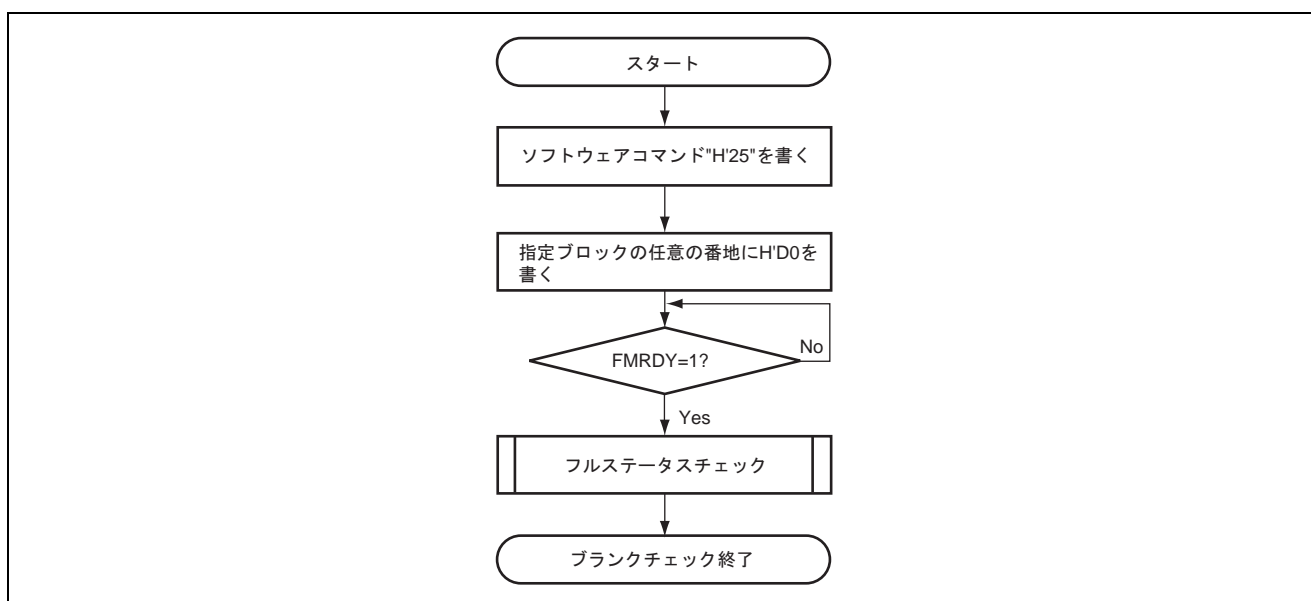 スタート
ソフトウェアコマンド"H'25"を書く
指定ブロックの任意の番地にH'D0を
書く
FMRDY=1?
No
Yes
フルステータスチェック
ブランクチェック終了